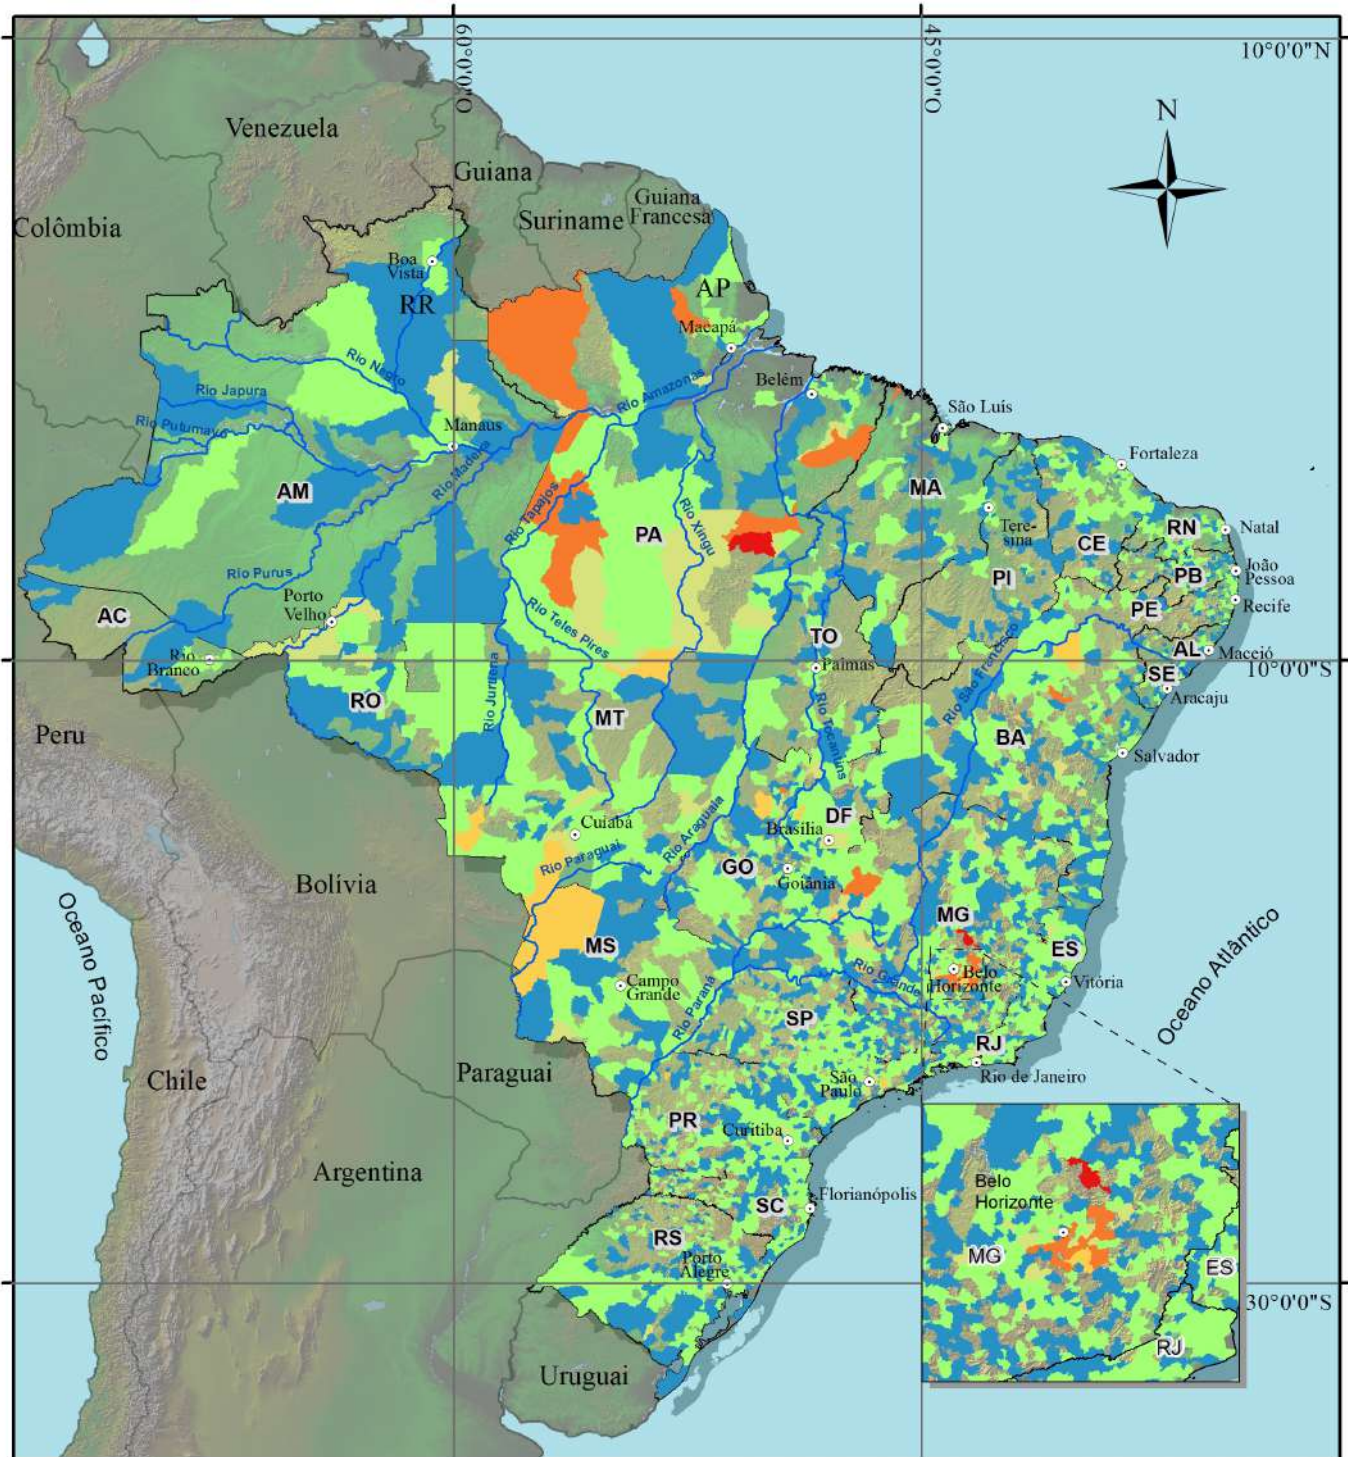 60°0'0"O
45°0'0"O
10°0'0"N
N
Venezuela
Guiana
Suriname
Guiana
Francesa
Colômbia
Boa
Vista
RR
AP
Macapá
Rio Negro
Rio Amazonas
Belém
São Luís
Rio Japura
Rio Putumayo
Manaus
Rio Madeira
Fortaleza
AM
MA
Rio Tapajos
Rio Xingu
PA
Tere-
sina
CE
RN
Natal
João
Pessoa
PB
PI
PE
Recife
Rio Purus
Porto
Velho
AC
Rio
Branco
Rio Teles Pires
TO
Palmas
Rio São Francisco
AL
Maceió
10°0'0"S
SE
Aracaju
RO
Rio Juruena
MT
Rio Tocantins
BA
Salvador
Peru
Cuiabá
Rio Araguaia
DF
Brasília
Rio Paraguai
GO
Goiânia
Bolívia
Oceano Pacífico
MS
MG
ES
Oceano Atlântico
Campo
Grande
Rio Paraná
Rio Grande
Belo
Horizonte
Vitória
SP
RJ
Rio de Janeiro
São
Paulo
Chile
Paraguai
PR
Curitiba
Argentina
SC
Florianópolis
RS
Porto
Alegre
Belo
Horizonte
MG
ES
RJ
30°0'0"S
Uruguai